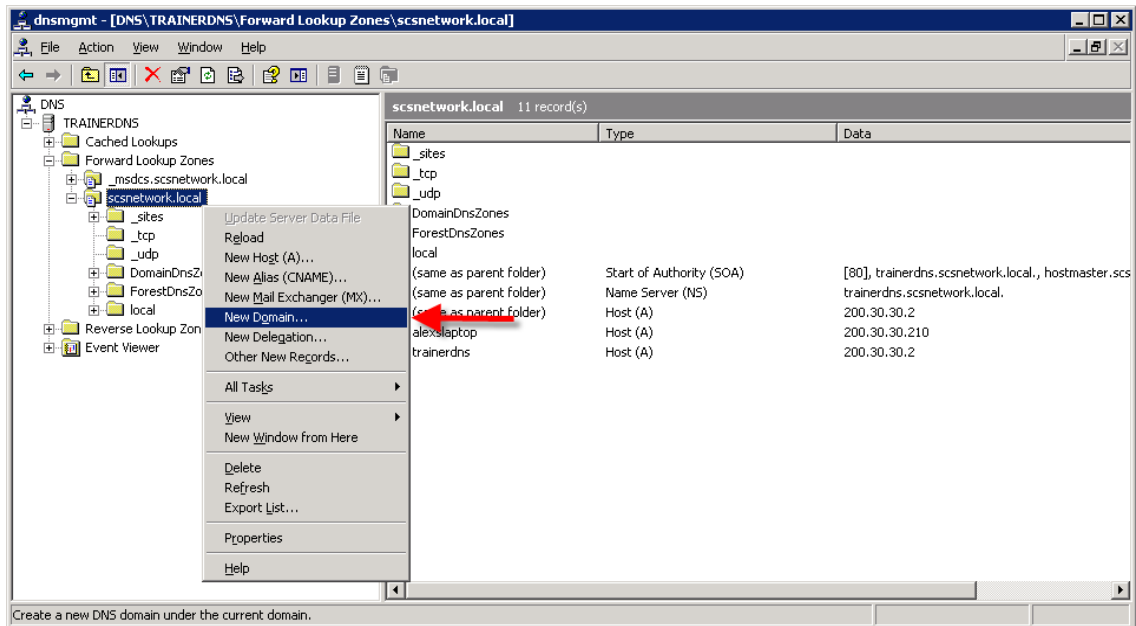 dnsmgmt - [DNS\TRAINERDNS\Forward Lookup Zones\scsnetwork.local]
File Action View Window Help
DNS
TRAINERDNS
Cached Lookups
Forward Lookup Zones
_msdcs.scsnetwork.local
scsnetwork.local
_sites
_tcp
_udp
DomainDnsZ
ForestDnsZo
local
Reverse Lookup Zon
Event Viewer
Update Server Data File
Reload
New Host (A)...
New Alias (CNAME)...
New Mail Exchanger (MX)...
New Domain...
New Delegation...
Other New Records...
All Tasks
View
New Window from Here
Delete
Refresh
Export List...
Properties
Help
scsnetwork.local 11 record(s)
Name Type Data
_sites
_tcp
_udp
DomainDnsZones
ForestDnsZones
local
(same as parent folder) Start of Authority (SOA) [80], trainerdns.scsnetwork.local., hostmaster.scs
(same as parent folder) Name Server (NS) trainerdns.scsnetwork.local.
(same as parent folder) Host (A) 200.30.30.2
alexslaptop Host (A) 200.30.30.210
trainerdns Host (A) 200.30.30.2
Create a new DNS domain under the current domain.